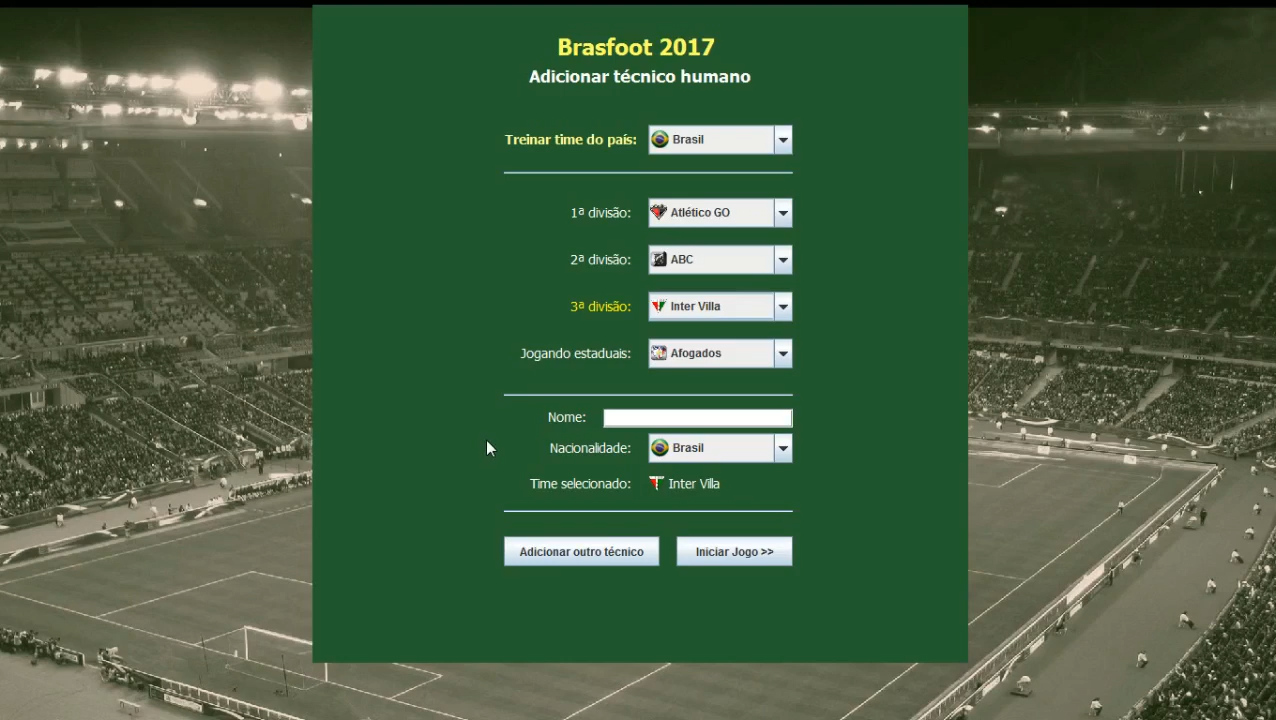 Brasfoot 2017
Adicionar técnico humano
Treinar time do país: Brasil
1ª divisão: Atlético GO
2ª divisão: ABC
3ª divisão: Inter Villa
Jogando estaduais: Afogados
Nome:
Nacionalidade: Brasil
Time selecionado: Inter Villa
Adicionar outro técnico Iniciar Jogo >>